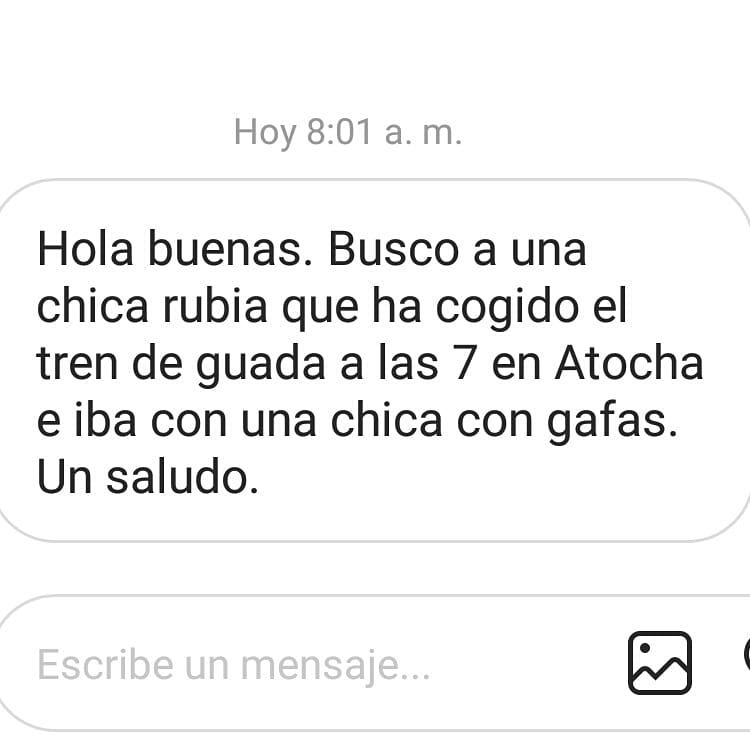 Hoy 8:01 a. m.
Hola buenas. Busco a una
chica rubia que ha cogido el
tren de guada a las 7 en Atocha
e iba con una chica con gafas.
Un saludo.
Escribe un mensaje...